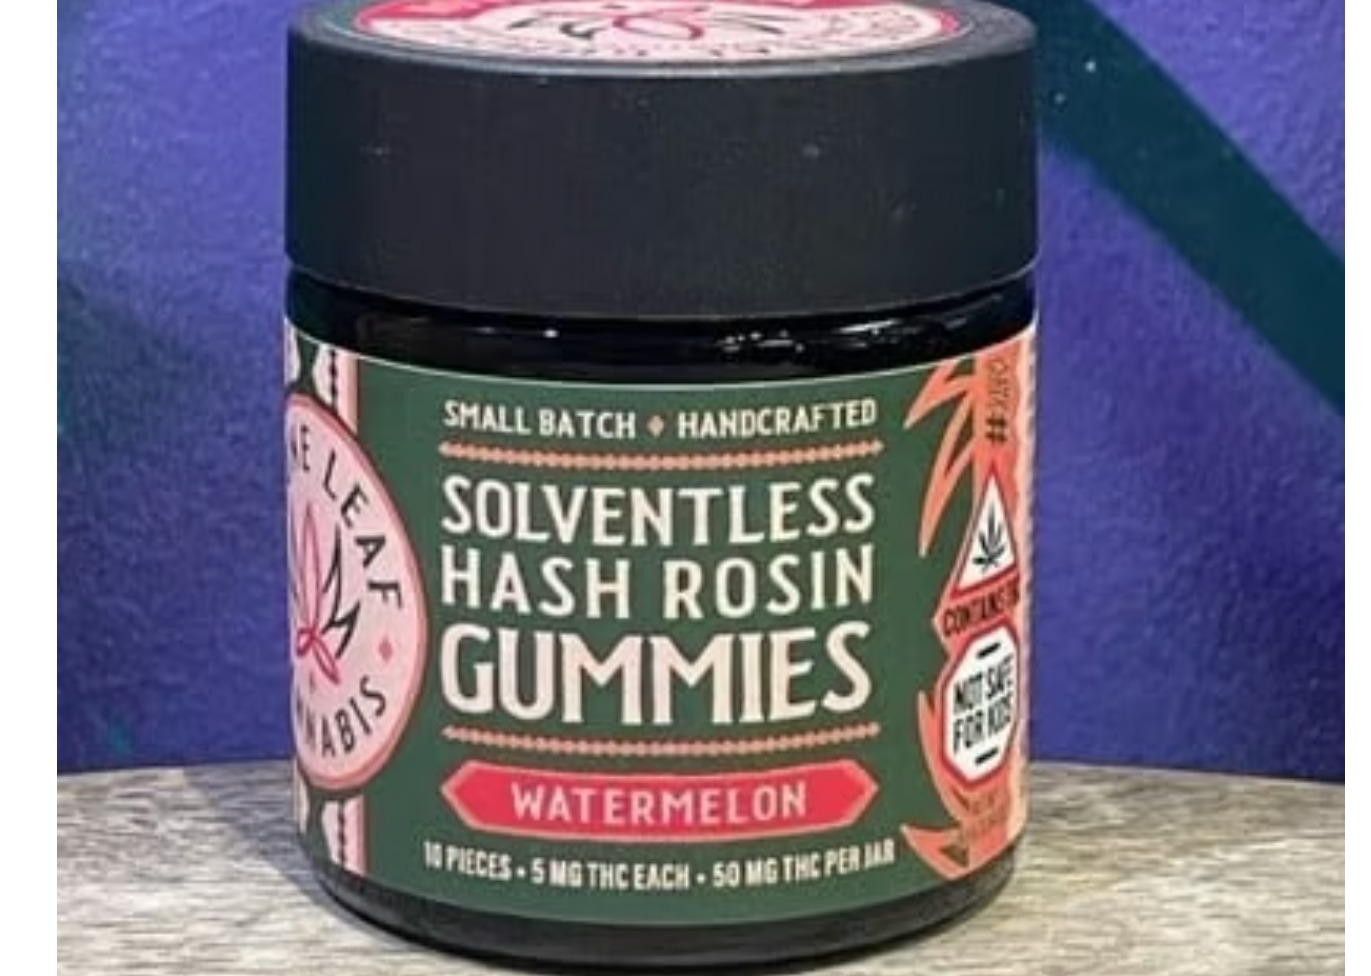 LEAF
SMALL BATCH HANDCRAFTED
SOLVENTLESS
HASH ROSIN
GUMMIES
WATERMELON
10 PIECES • 5 MG THC EACH • 50 MG THC PER JAR
NOT SAFE
FOR KIDS